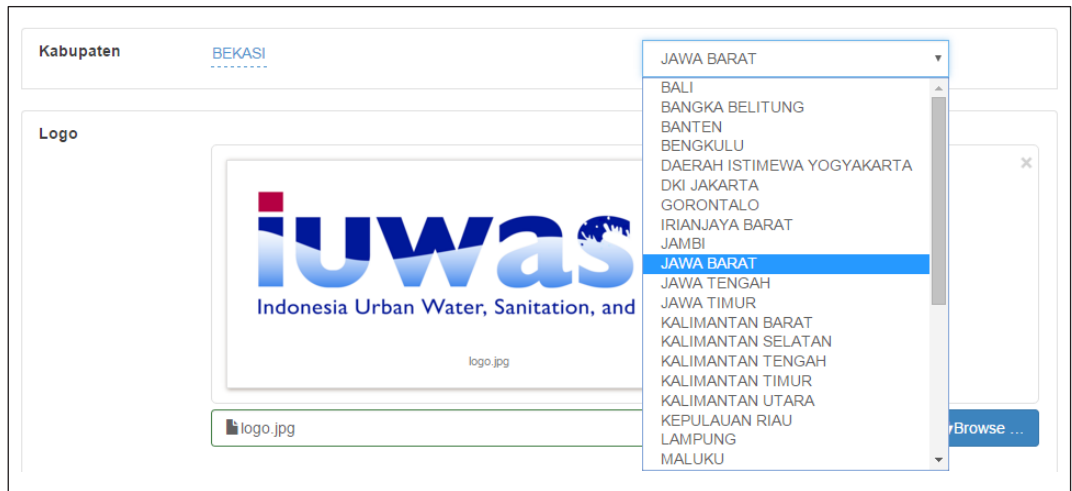 Kabupaten BEKASI JAWA BARAT
BALI
BANGKA BELITUNG
BANTEN
BENGKULU
DAERAH ISTIMEWA YOGYAKARTA
DKI JAKARTA
GORONTALO
IRIANJAYA BARAT
JAMBI
JAWA BARAT
JAWA TENGAH
JAWA TIMUR
KALIMANTAN BARAT
KALIMANTAN SELATAN
KALIMANTAN TENGAH
KALIMANTAN TIMUR
KALIMANTAN UTARA
KEPULAUAN RIAU
LAMPUNG
MALUKU
Logo
iuwas
Indonesia Urban Water, Sanitation, and
logo.jpg
logo.jpg Browse ...